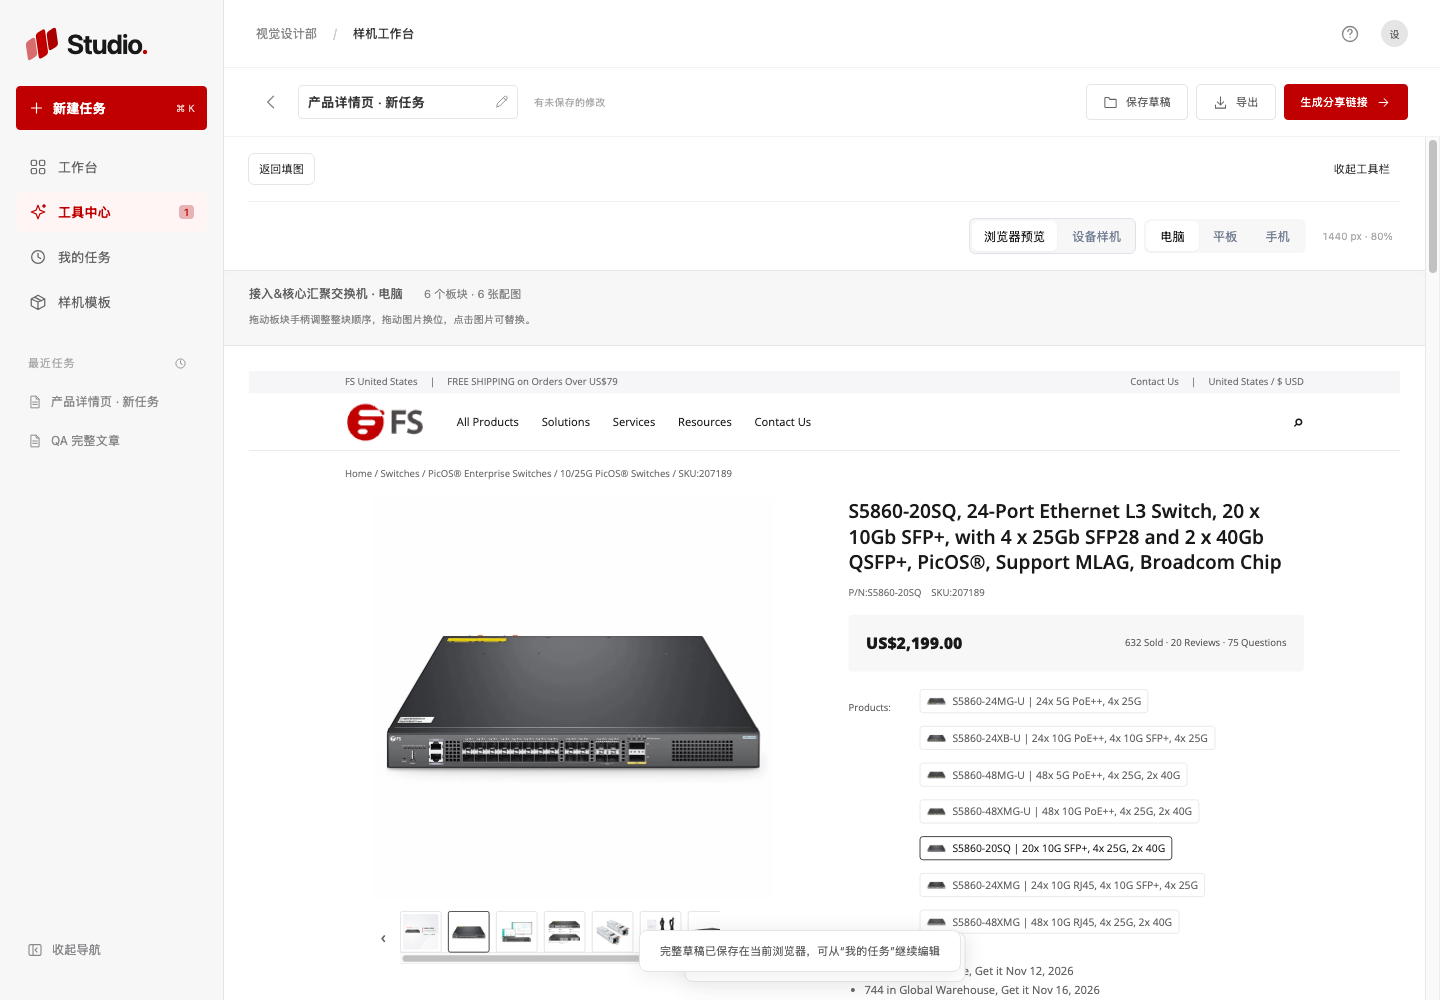 Studio.
视觉设计部 / 样机工作台
设
新建任务 ⌘ K
产品详情页 · 新任务
有未保存的修改
保存草稿
导出
生成分享链接
工作台
工具中心 1
我的任务
样机模板
最近任务
产品详情页 · 新任务
QA 完整文章
收起导航
返回填图
收起工具栏
浏览器预览 设备样机 电脑 平板 手机 1440 px · 80%
接入&核心汇聚交换机 · 电脑 6 个板块 · 6 张配图
拖动板块手柄调整整块顺序，拖动图片换位，点击图片可替换。
FS United States | FREE SHIPPING on Orders Over US$79
Contact Us | United States / $ USD
FS All Products Solutions Services Resources Contact Us
Home / Switches / PicOS® Enterprise Switches / 10/25G PicOS® Switches / SKU:207189
S5860-20SQ, 24-Port Ethernet L3 Switch, 20 x
10Gb SFP+, with 4 x 25Gb SFP28 and 2 x 40Gb
QSFP+, PicOS®, Support MLAG, Broadcom Chip
P/N:S5860-20SQ SKU:207189
US$2,199.00
632 Sold · 20 Reviews · 75 Questions
Products:
S5860-24MG-U | 24x 5G PoE++, 4x 25G
S5860-24XB-U | 24x 10G PoE++, 4x 10G SFP+, 4x 25G
S5860-48MG-U | 48x 5G PoE++, 4x 25G, 2x 40G
S5860-48XMG-U | 48x 10G PoE++, 4x 25G, 2x 40G
S5860-20SQ | 20x 10G SFP+, 4x 25G, 2x 40G
S5860-24XMG | 24x 10G RJ45, 4x 10G SFP+, 4x 25G
S5860-48XMG | 48x 10G RJ45, 4x 25G, 2x 40G
FS
完整草稿已保存在当前浏览器，可从“我的任务”继续编辑
e, Get it Nov 12, 2026
744 in Global Warehouse, Get it Nov 16, 2026